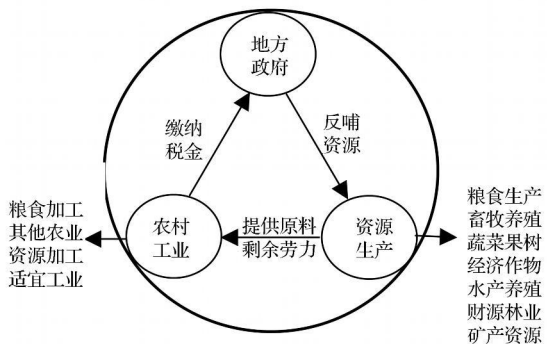 地方
政府
缴纳
税金
反哺
资源
粮食加工
其他农业
资源加工
适宜工业
农村
工业
提供原料
剩余劳力
资源
生产
粮食生产
畜牧养殖
蔬菜果树
经济作物
水产养殖
财源林业
矿产资源